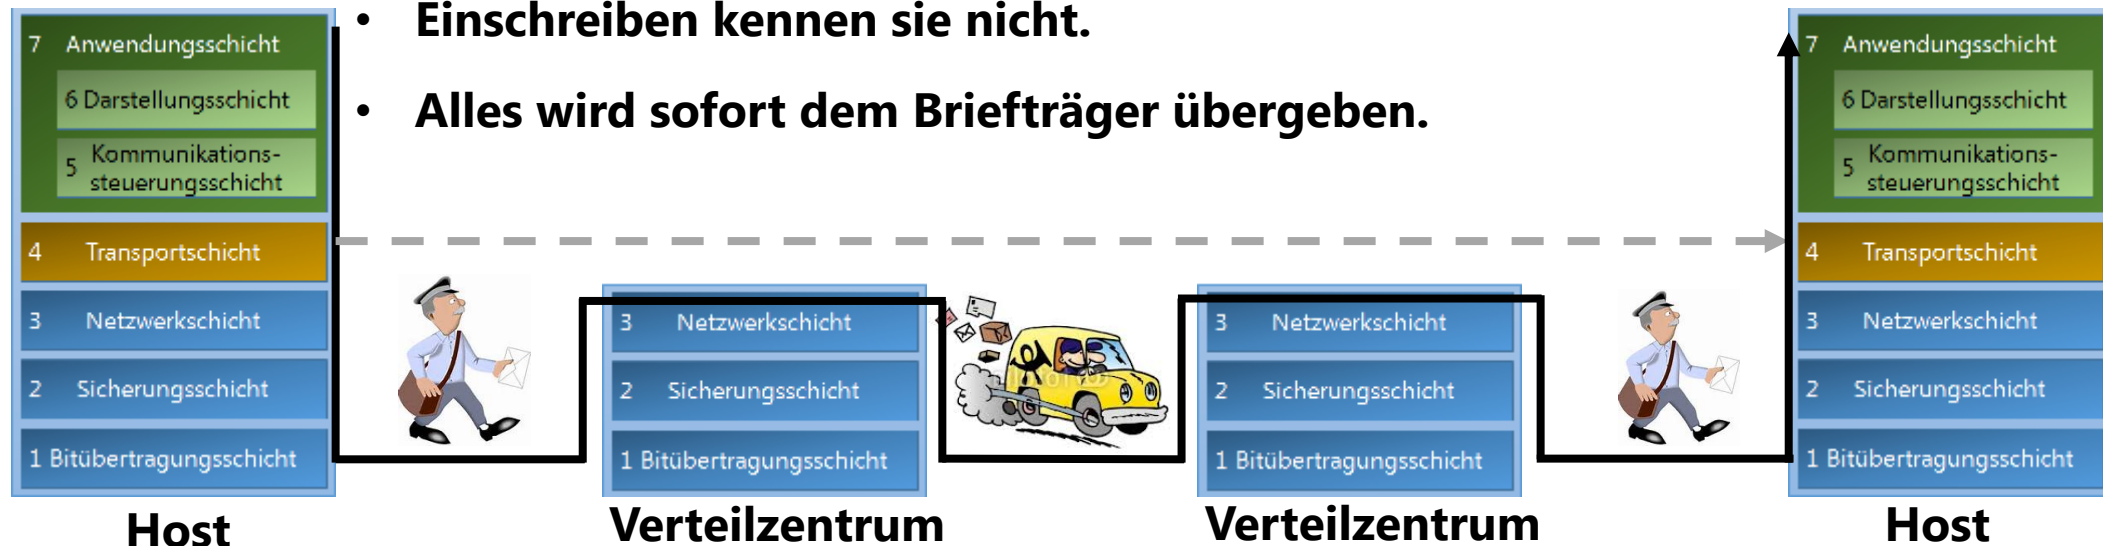 • Einschreiben kennen sie nicht.
• Alles wird sofort dem Briefträger übergeben.
7 Anwendungsschicht
6 Darstellungsschicht
5 Kommunikations-
steuerungsschicht
4 Transportschicht
3 Netzwerkschicht
2 Sicherungsschicht
1 Bitübertragungsschicht
Host
3 Netzwerkschicht
2 Sicherungsschicht
1 Bitübertragungsschicht
Verteilzentrum
3 Netzwerkschicht
2 Sicherungsschicht
1 Bitübertragungsschicht
Verteilzentrum
7 Anwendungsschicht
6 Darstellungsschicht
5 Kommunikations-
steuerungsschicht
4 Transportschicht
3 Netzwerkschicht
2 Sicherungsschicht
1 Bitübertragungsschicht
Host